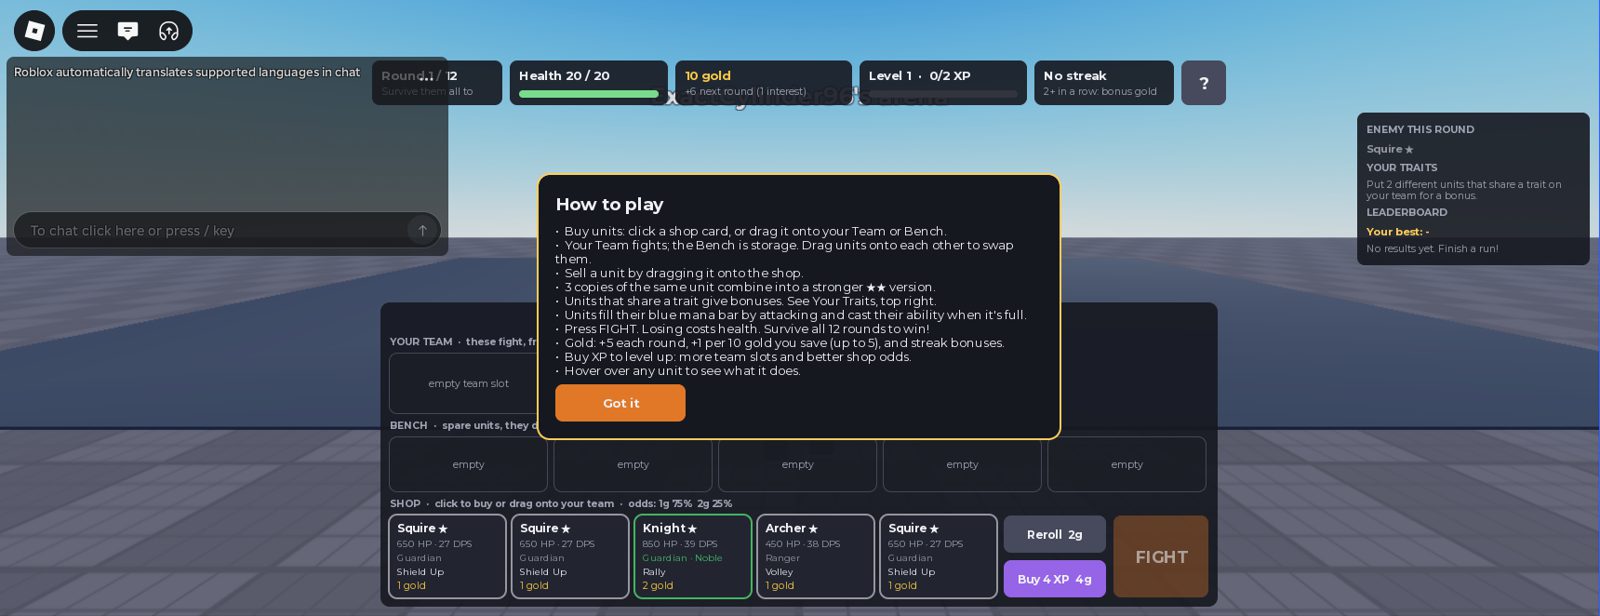 Roblox automatically translates supported languages in chat
To chat click here or press / key
Round 1 / 12
Survive them all to
Health 20 / 20
10 gold
+6 next round (1 interest)
Level 1 · 0/2 XP
No streak
2+ in a row: bonus gold
?
ExactCylinder96's arena
ENEMY THIS ROUND
Squire ★
YOUR TRAITS
Put 2 different units that share a trait on
your team for a bonus.
LEADERBOARD
Your best: -
No results yet. Finish a run!
How to play
• Buy units: click a shop card, or drag it onto your Team or Bench.
• Your Team fights; the Bench is storage. Drag units onto each other to swap
them.
• Sell a unit by dragging it onto the shop.
• 3 copies of the same unit combine into a stronger ★★ version.
• Units that share a trait give bonuses. See Your Traits, top right.
• Units fill their blue mana bar by attacking and cast their ability when it's full.
• Press FIGHT. Losing costs health. Survive all 12 rounds to win!
• Gold: +5 each round, +1 per 10 gold you save (up to 5), and streak bonuses.
• Buy XP to level up: more team slots and better shop odds.
• Hover over any unit to see what it does.
Got it
YOUR TEAM · these fight, fr
empty team slot
BENCH · spare units, they d
empty
empty
empty
empty
empty
SHOP · click to buy or drag onto your team · odds: 1g 75% 2g 25%
Squire ★
650 HP · 27 DPS
Guardian
Shield Up
1 gold
Squire ★
650 HP · 27 DPS
Guardian
Shield Up
1 gold
Knight ★
850 HP · 39 DPS
Guardian · Noble
Rally
2 gold
Archer ★
450 HP · 38 DPS
Ranger
Volley
1 gold
Squire ★
650 HP · 27 DPS
Guardian
Shield Up
1 gold
Reroll 2g
Buy 4 XP 4g
FIGHT